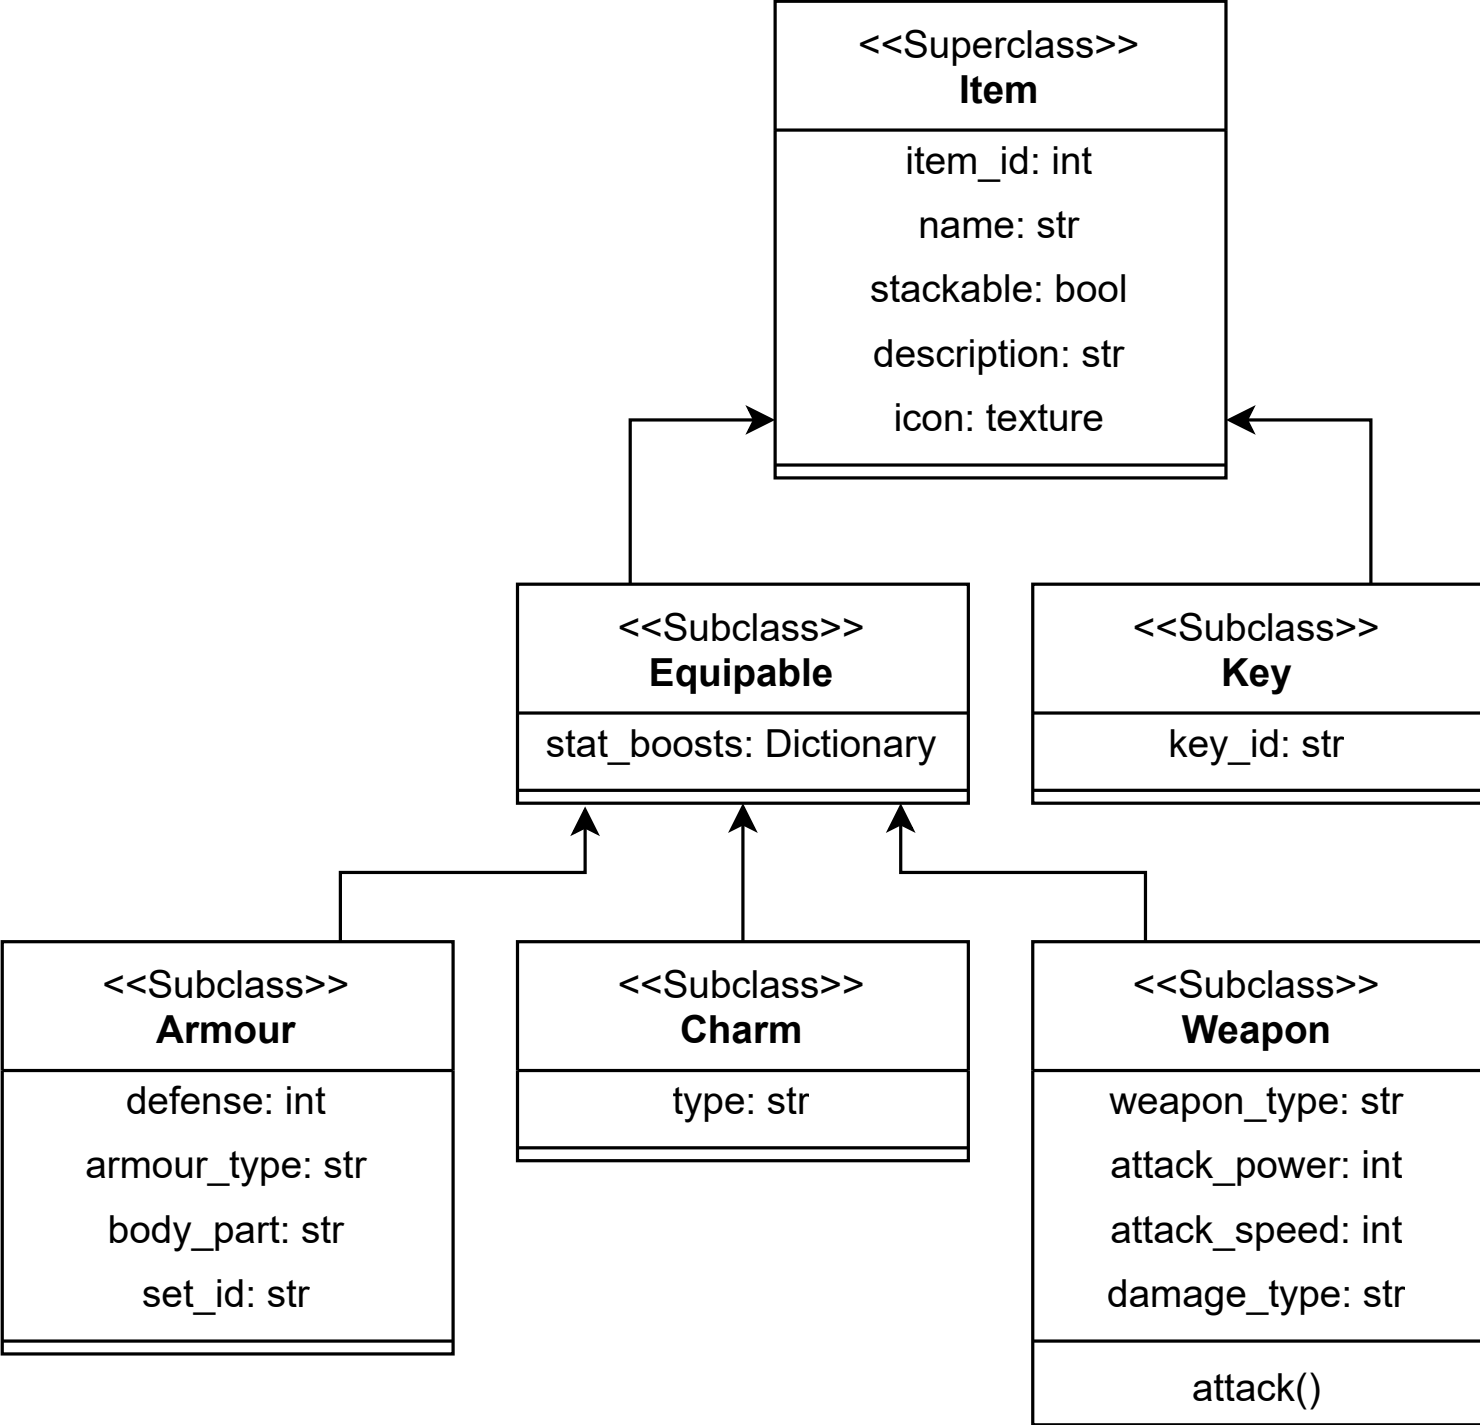 <<Superclass>>
Item
item_id: int
name: str
stackable: bool
description: str
icon: texture
<<Subclass>>
Equipable
stat_boosts: Dictionary
<<Subclass>>
Key
key_id: str
<<Subclass>>
Armour
defense: int
armour_type: str
body_part: str
set_id: str
<<Subclass>>
Charm
type: str
<<Subclass>>
Weapon
weapon_type: str
attack_power: int
attack_speed: int
damage_type: str
attack()